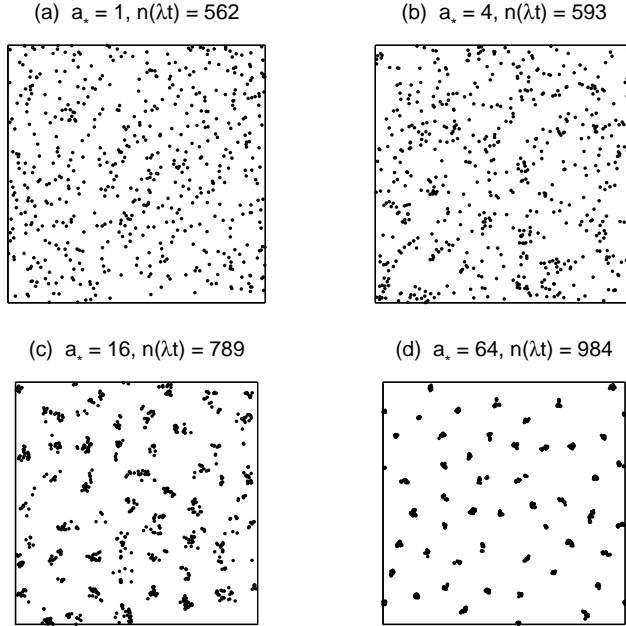 (a) a* = 1, n(λt) = 562
(b) a* = 4, n(λt) = 593
(c) a* = 16, n(λt) = 789
(d) a* = 64, n(λt) = 984